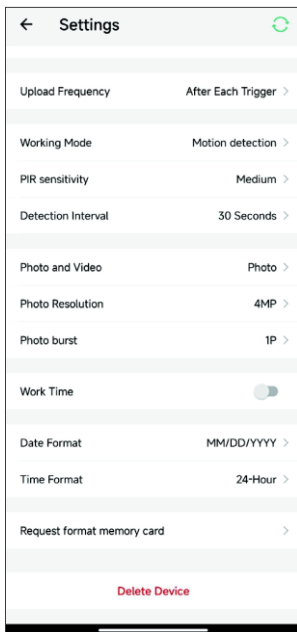 Settings
Upload Frequency After Each Trigger
Working Mode Motion detection
PIR sensitivity Medium
Detection Interval 30 Seconds
Photo and Video Photo
Photo Resolution 4MP
Photo burst 1P
Work Time
Date Format MM/DD/YYYY
Time Format 24-Hour
Request format memory card
Delete Device